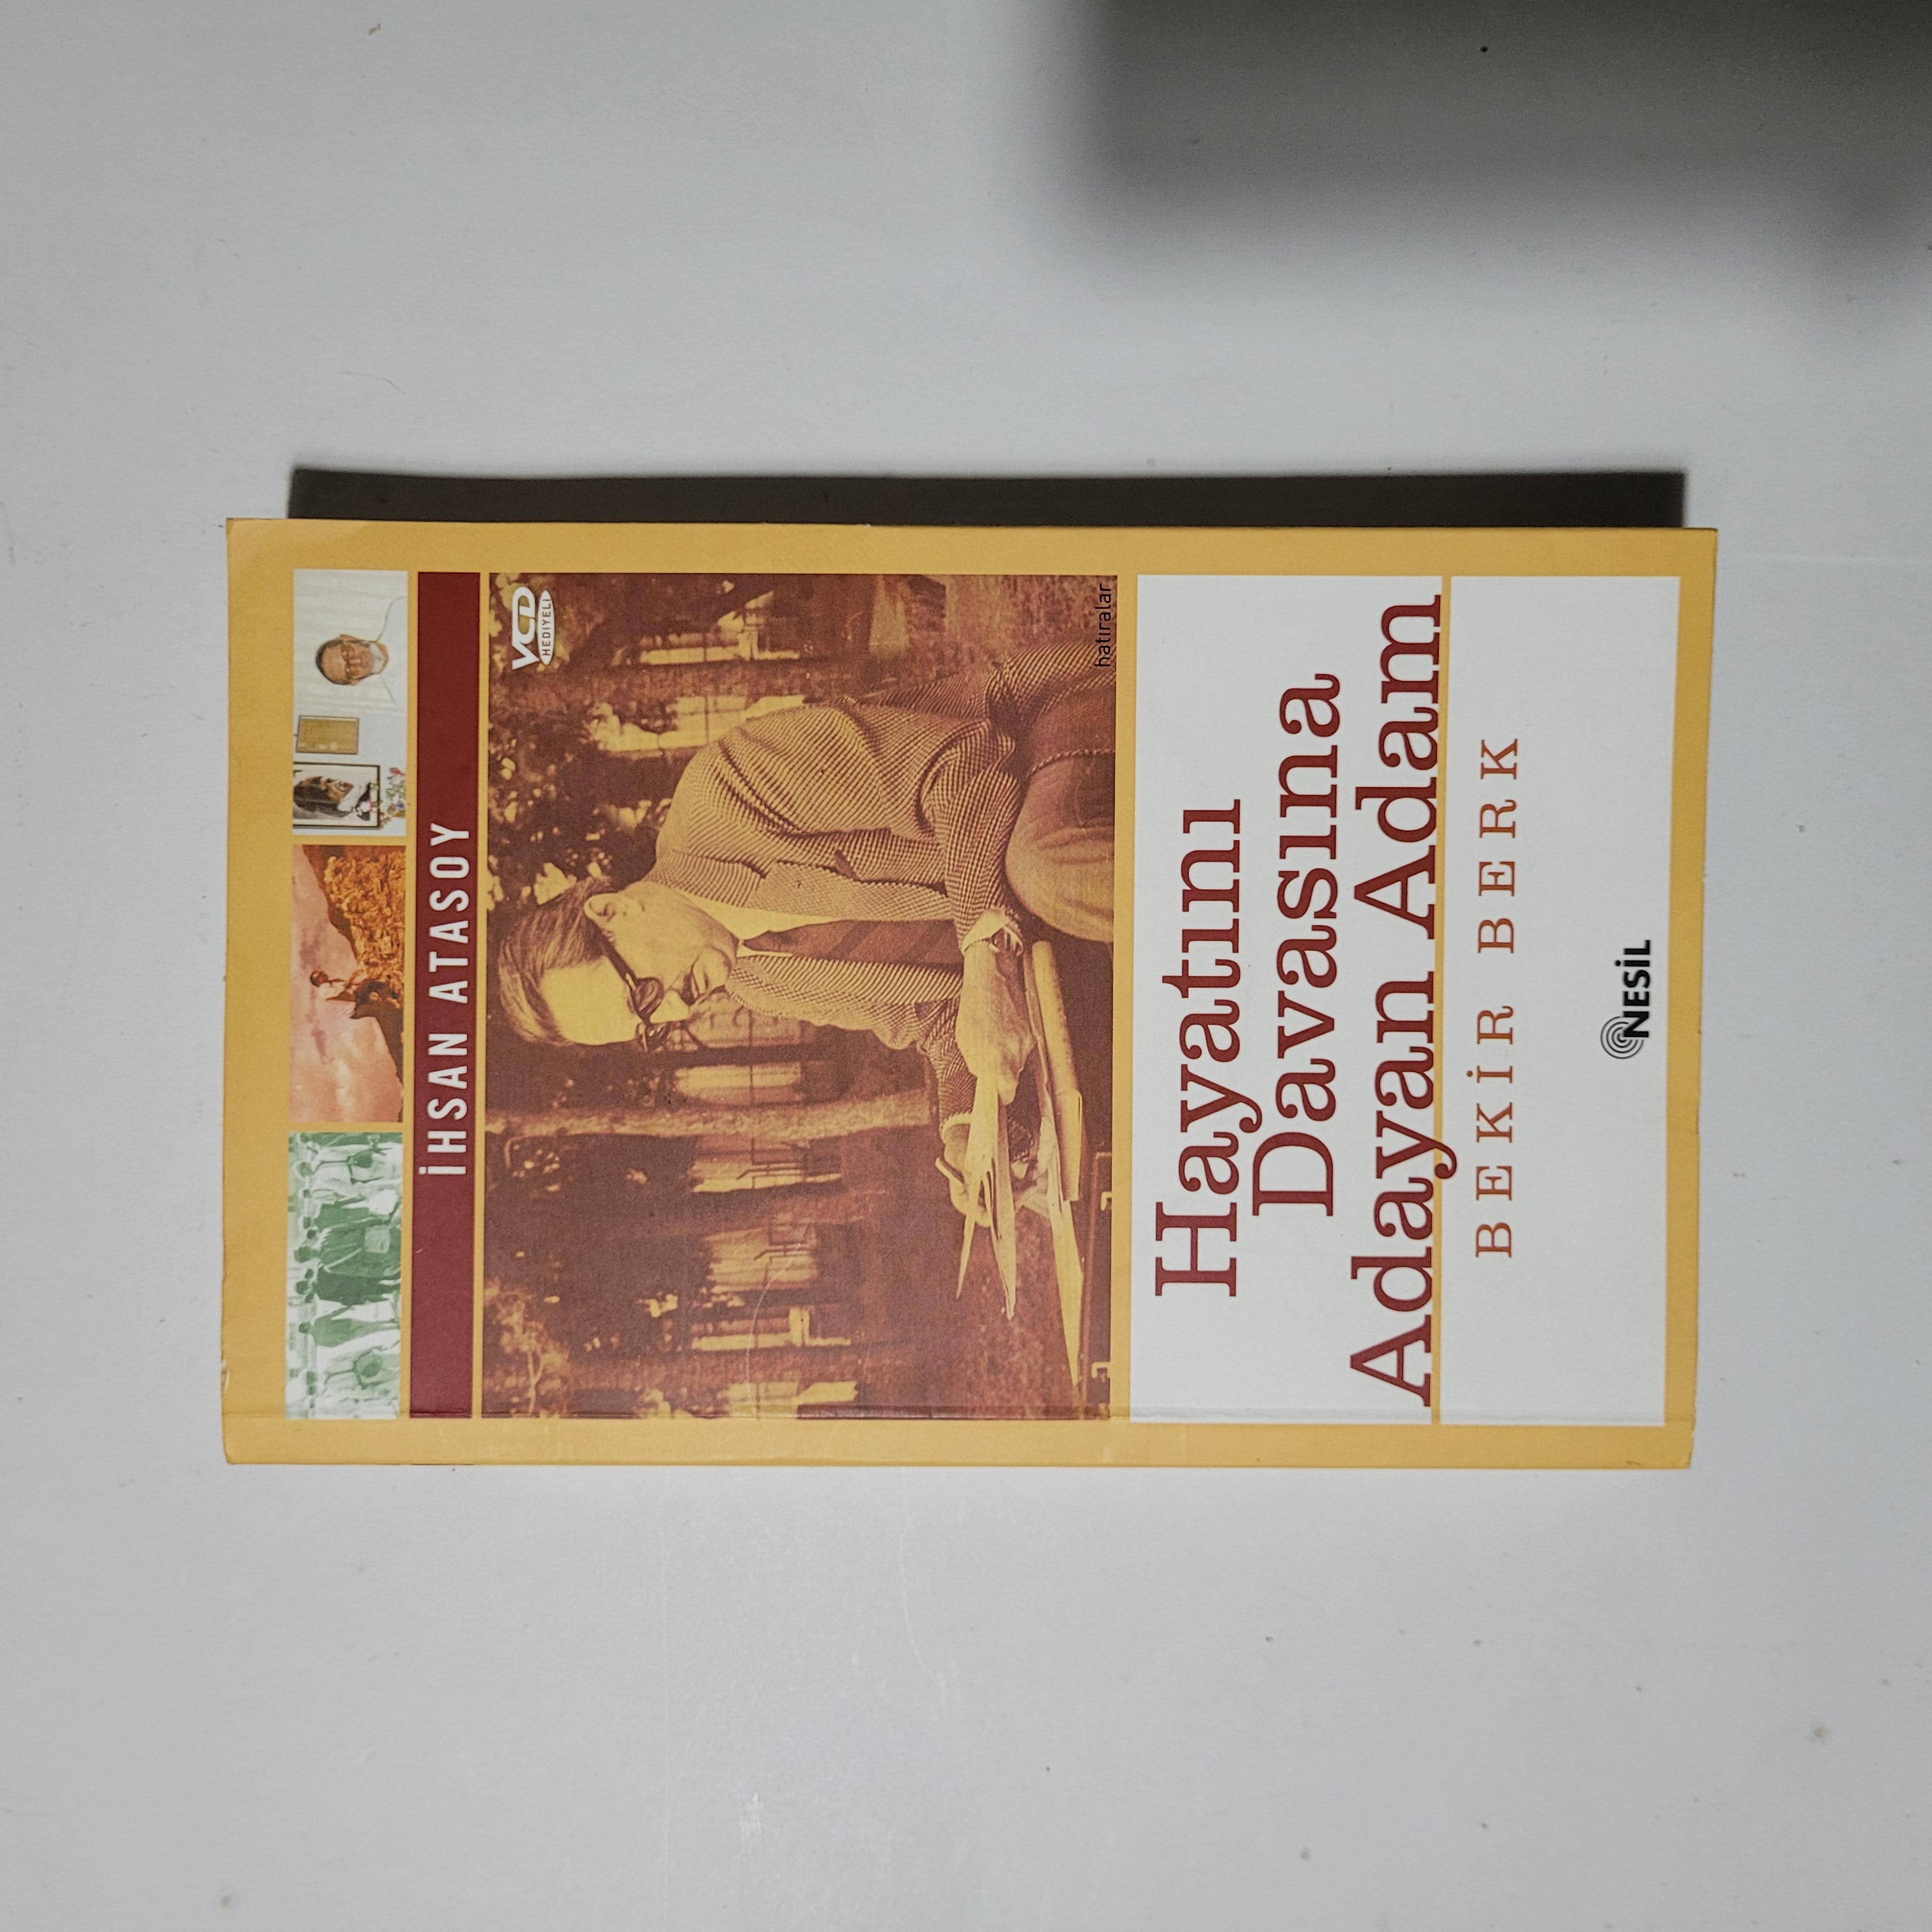 İHSAN ATASOY
VCD
HEDİYELİ
hatıralar
Hayatını
Davasına
Adayan Adam
BEKİR BERK
NESİL